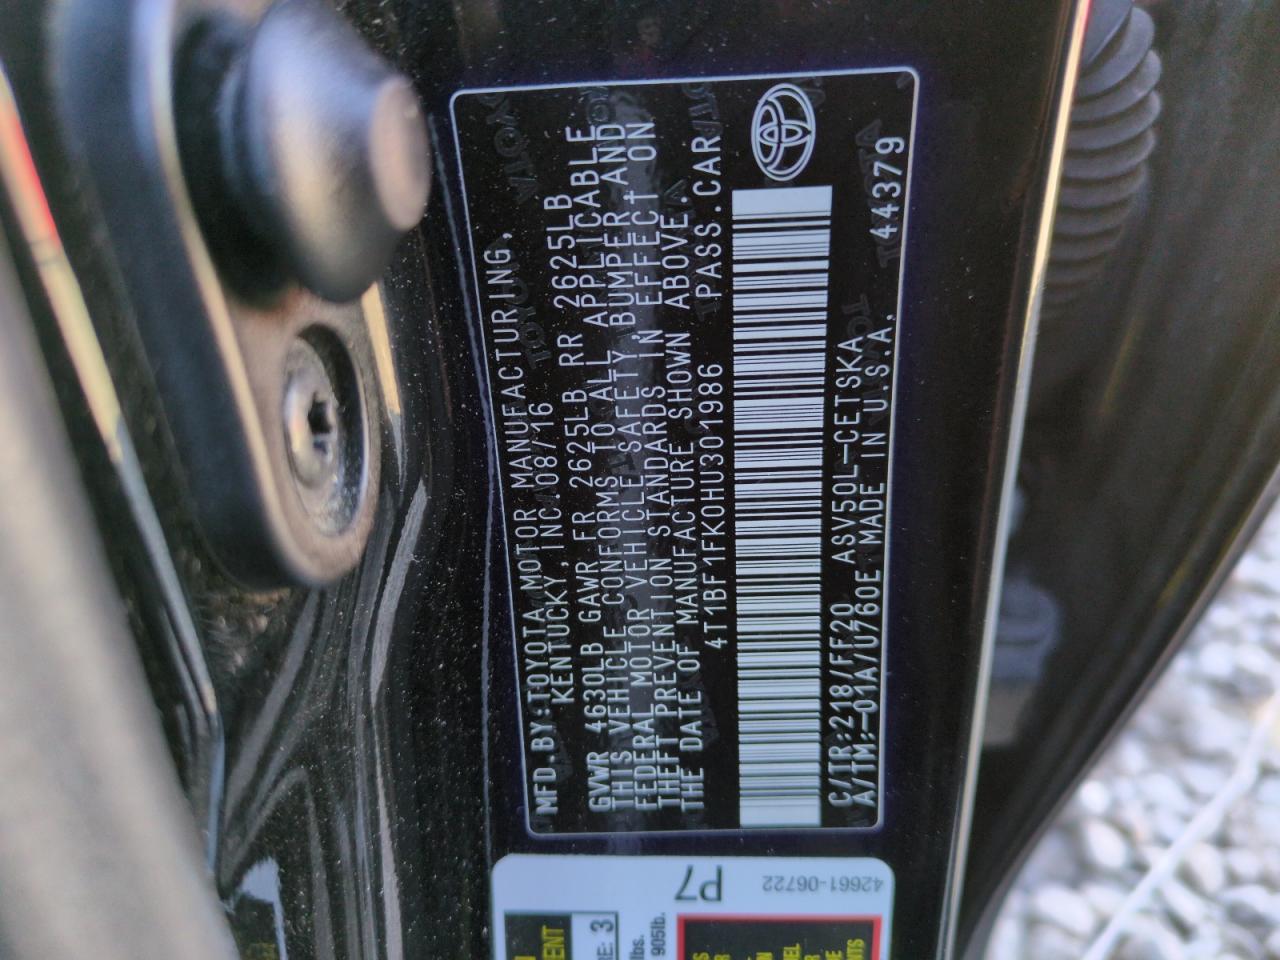 MFD.BY:TOYOTA MOTOR MANUFACTURING,
KENTUCKY,INC 08/16
GVWR 4630LB GAWR FR 2625LB RR 2625LB
THIS VEHICLE CONFORMS TO ALL APPLICABLE
FEDERAL MOTOR VEHICLE SAFETY,BUMPER,AND
THEFT PREVENTION STANDARDS IN EFFECT ON
THE DATE OF MANUFACTURE SHOWN ABOVE.
4T1BF1FK0HU301986 PASS.CAR
C/TR:218/FF20 ASV50L-CETSKA
A/TM:-01A/U760E MADE IN U.S.A. 44379
P7
42661-06722
3
lbs.
905lb.